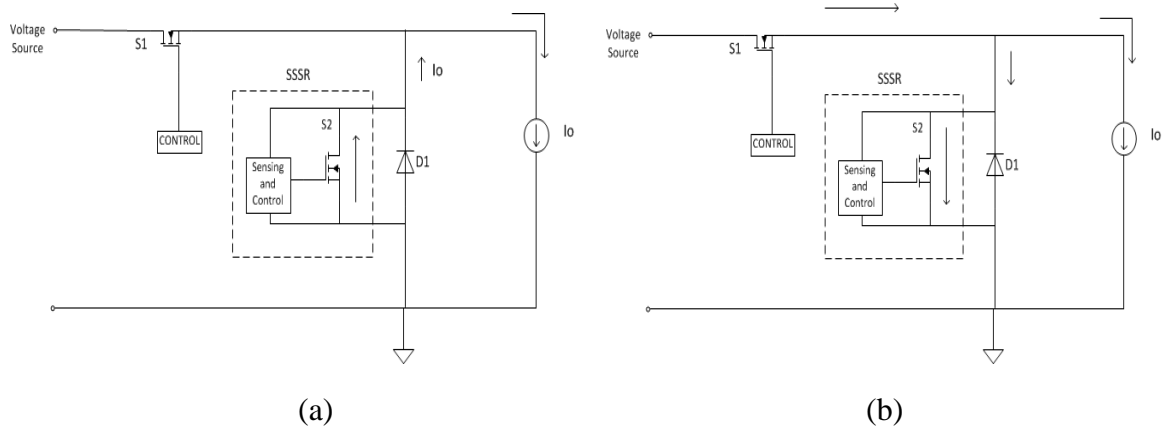 Voltage
Source
S1
CONTROL
SSSR
S2
Sensing
and
Control
D1
Io
Io
(a)
Voltage
Source
S1
CONTROL
SSSR
S2
Sensing
and
Control
D1
Io
(b)